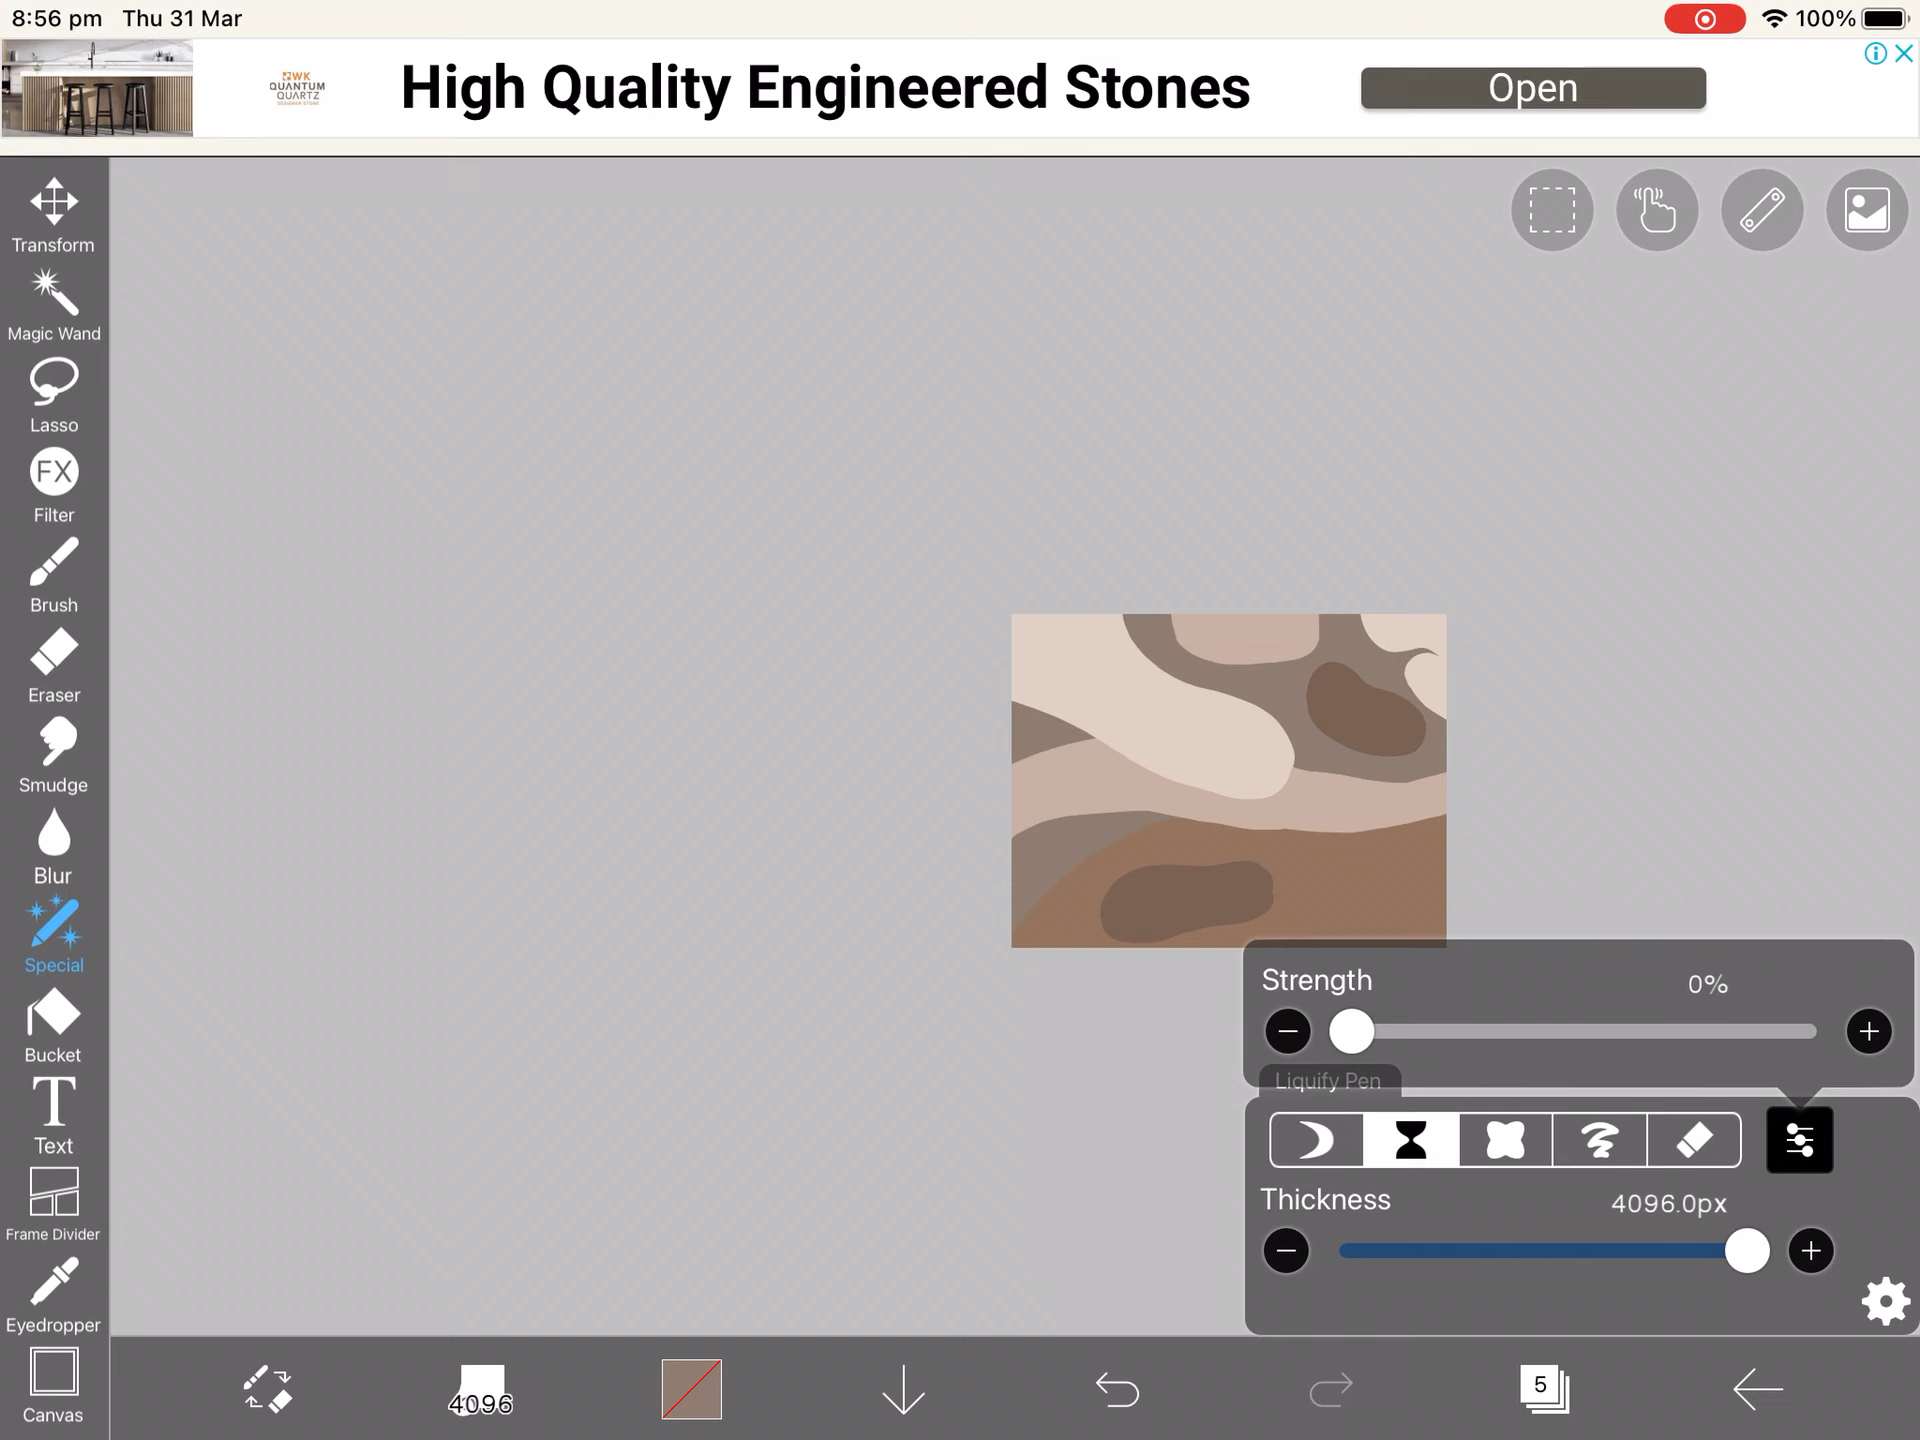 8:56 pm Thu 31 Mar
100%
WK
QUANTUM
QUARTZ
DESIGNER STONE
High Quality Engineered Stones
Open
Transform
Magic Wand
Lasso
FX
Filter
Brush
Eraser
Smudge
Blur
Special
Bucket
T
Text
Frame Divider
Eyedropper
Canvas
Strength 0%
Liquify Pen
Thickness 4096.0px
4096
5